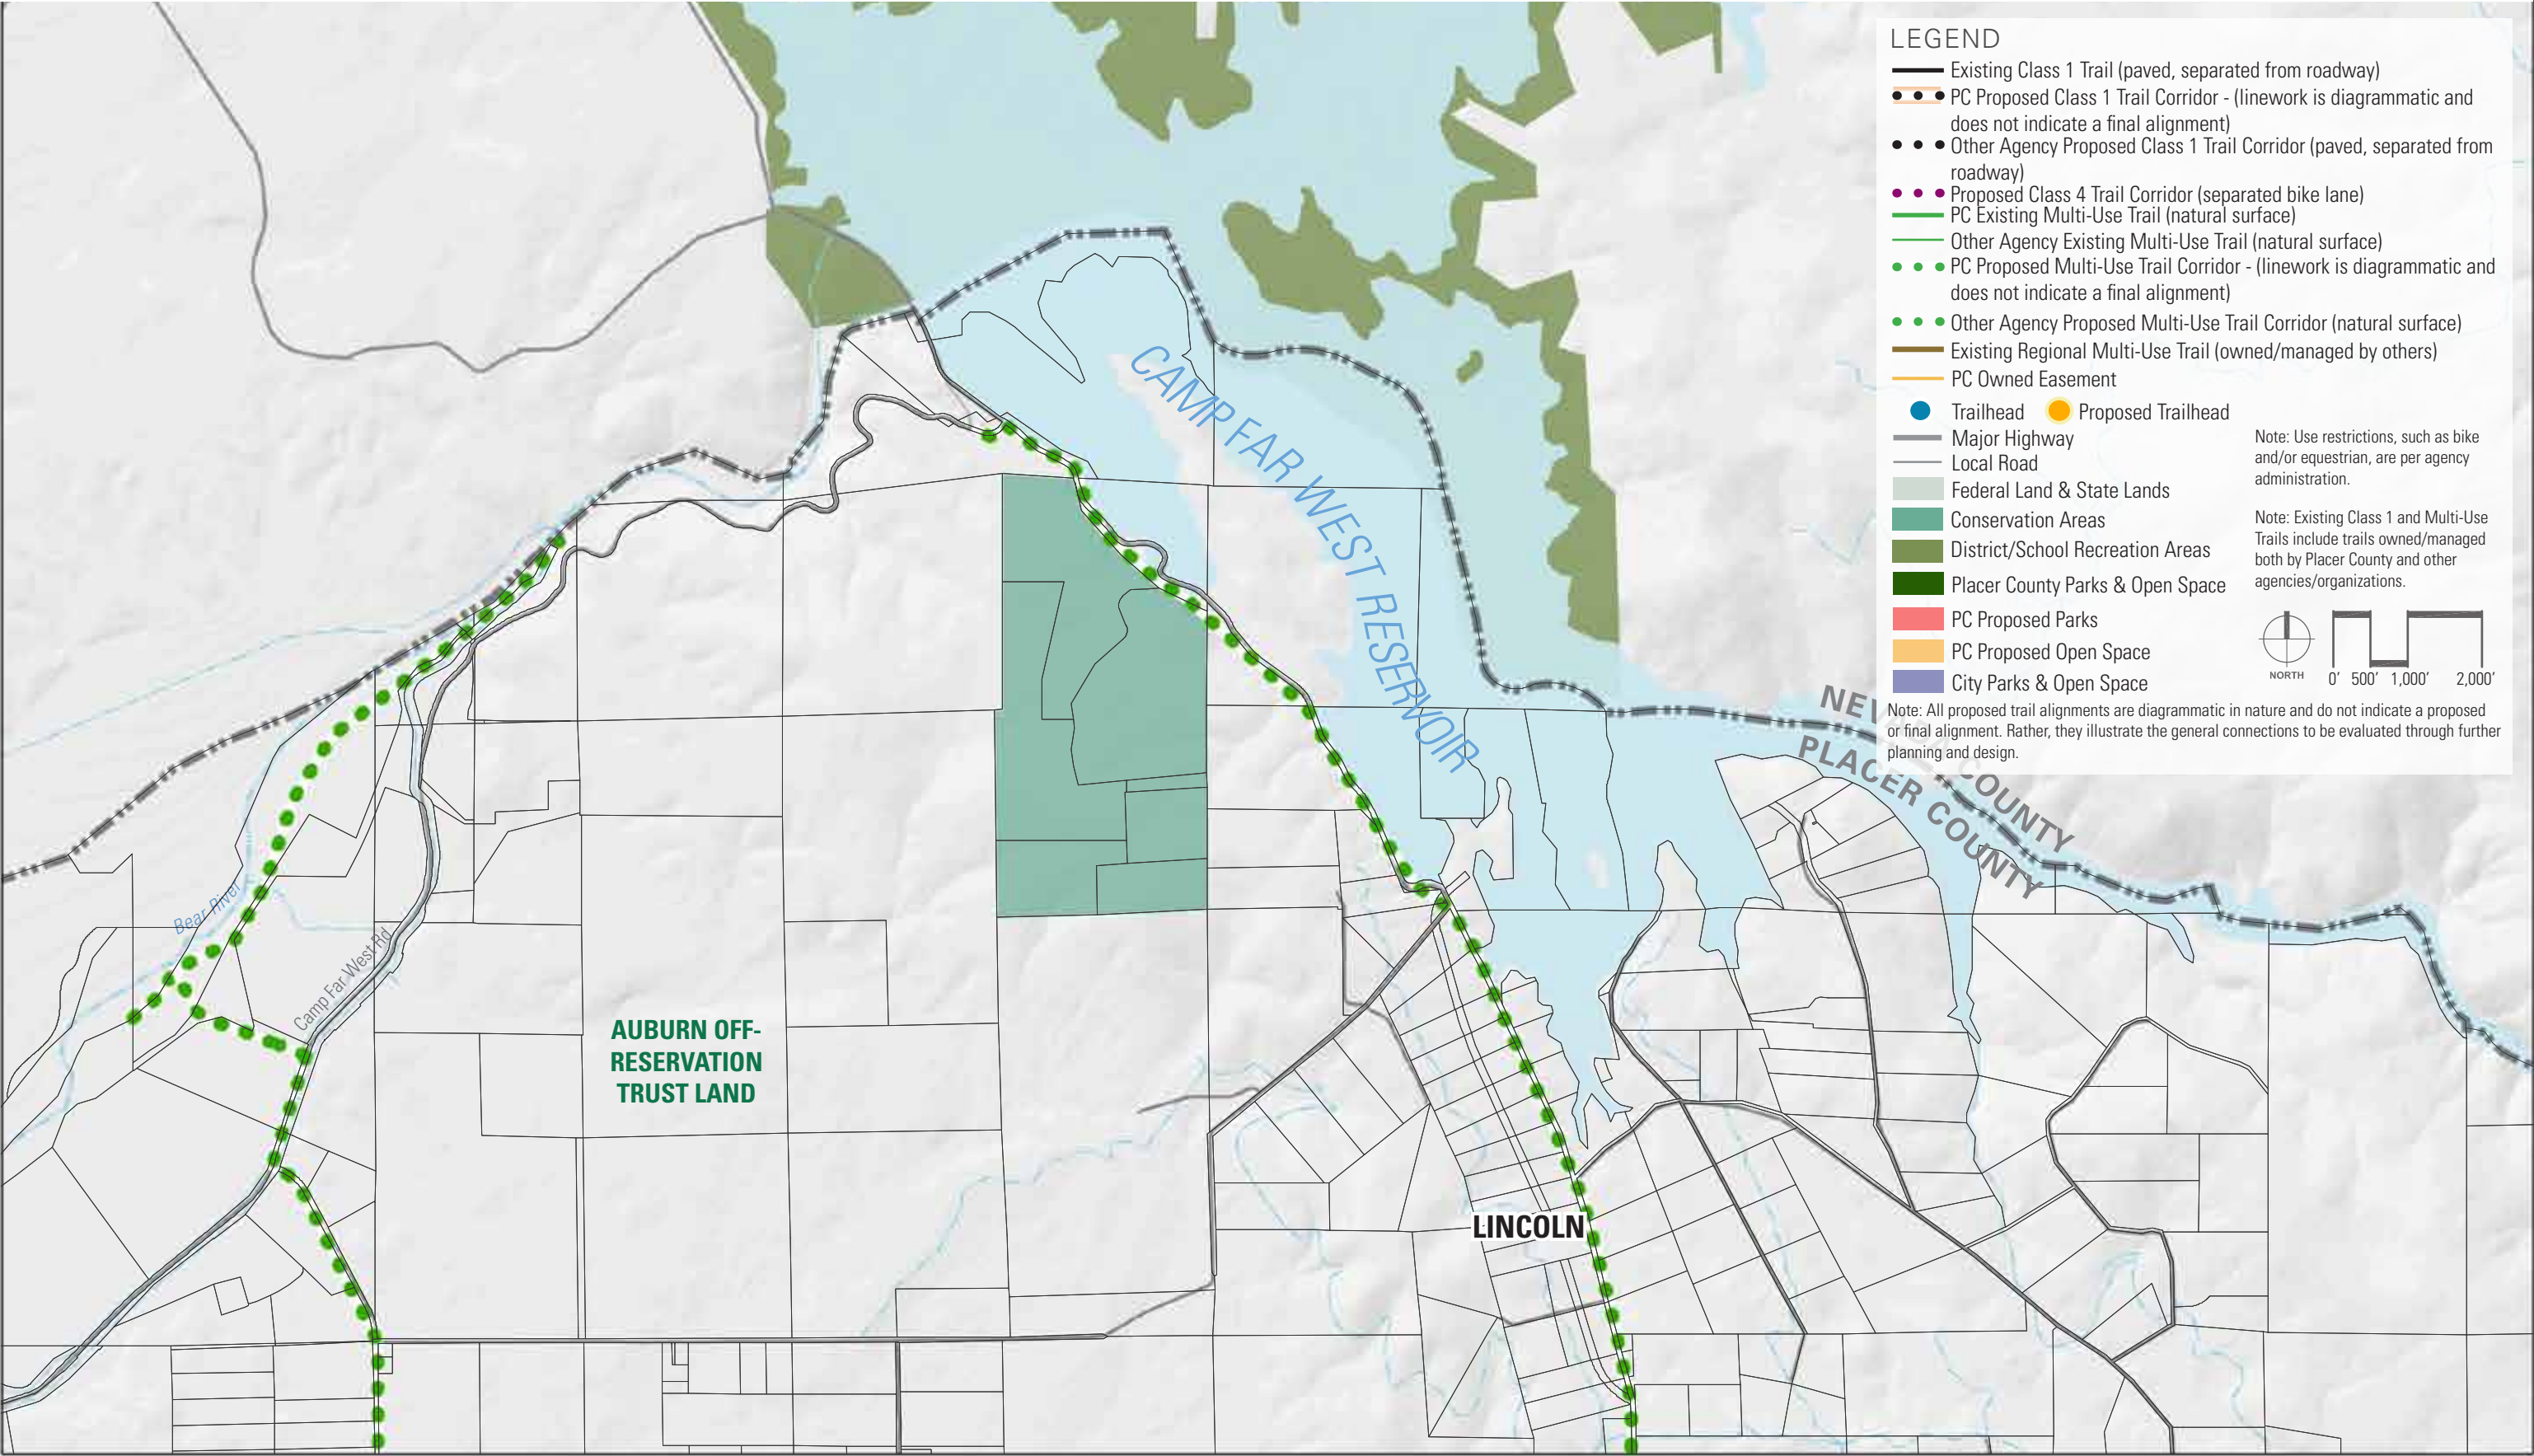 LEGEND
Existing Class 1 Trail (paved, separated from roadway)
PC Proposed Class 1 Trail Corridor - (linework is diagrammatic and
does not indicate a final alignment)
Other Agency Proposed Class 1 Trail Corridor (paved, separated from
roadway)
Proposed Class 4 Trail Corridor (separated bike lane)
PC Existing Multi-Use Trail (natural surface)
Other Agency Existing Multi-Use Trail (natural surface)
PC Proposed Multi-Use Trail Corridor - (linework is diagrammatic and
does not indicate a final alignment)
Other Agency Proposed Multi-Use Trail Corridor (natural surface)
Existing Regional Multi-Use Trail (owned/managed by others)
PC Owned Easement
Trailhead Proposed Trailhead
Major Highway
Local Road
Federal Land & State Lands
Conservation Areas
District/School Recreation Areas
Placer County Parks & Open Space
PC Proposed Parks
PC Proposed Open Space
City Parks & Open Space
Note: Use restrictions, such as bike
and/or equestrian, are per agency
administration.
Note: Existing Class 1 and Multi-Use
Trails include trails owned/managed
both by Placer County and other
agencies/organizations.
NORTH
0' 500' 1,000' 2,000'
Note: All proposed trail alignments are diagrammatic in nature and do not indicate a proposed
or final alignment. Rather, they illustrate the general connections to be evaluated through further
planning and design.
CAMP FAR WEST RESERVOIR
NEVADA COUNTY
PLACER COUNTY
Bear River
Camp Far West Rd
AUBURN OFF-
RESERVATION
TRUST LAND
LINCOLN